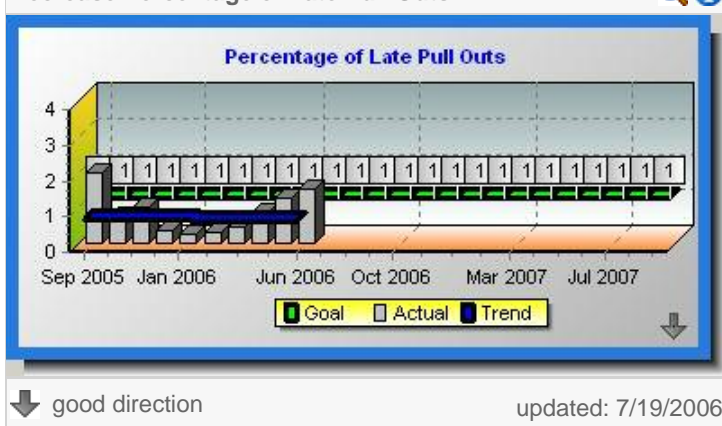 Percentage of Late Pull Outs
4
3
2
1
0
1 1 1 1 1 1 1 1 1 1 1 1 1 1 1 1 1 1 1 1 1 1 1 1
Sep 2005 Jan 2006 Jun 2006 Oct 2006 Mar 2007 Jul 2007
Goal Actual Trend
good direction
updated: 7/19/2006